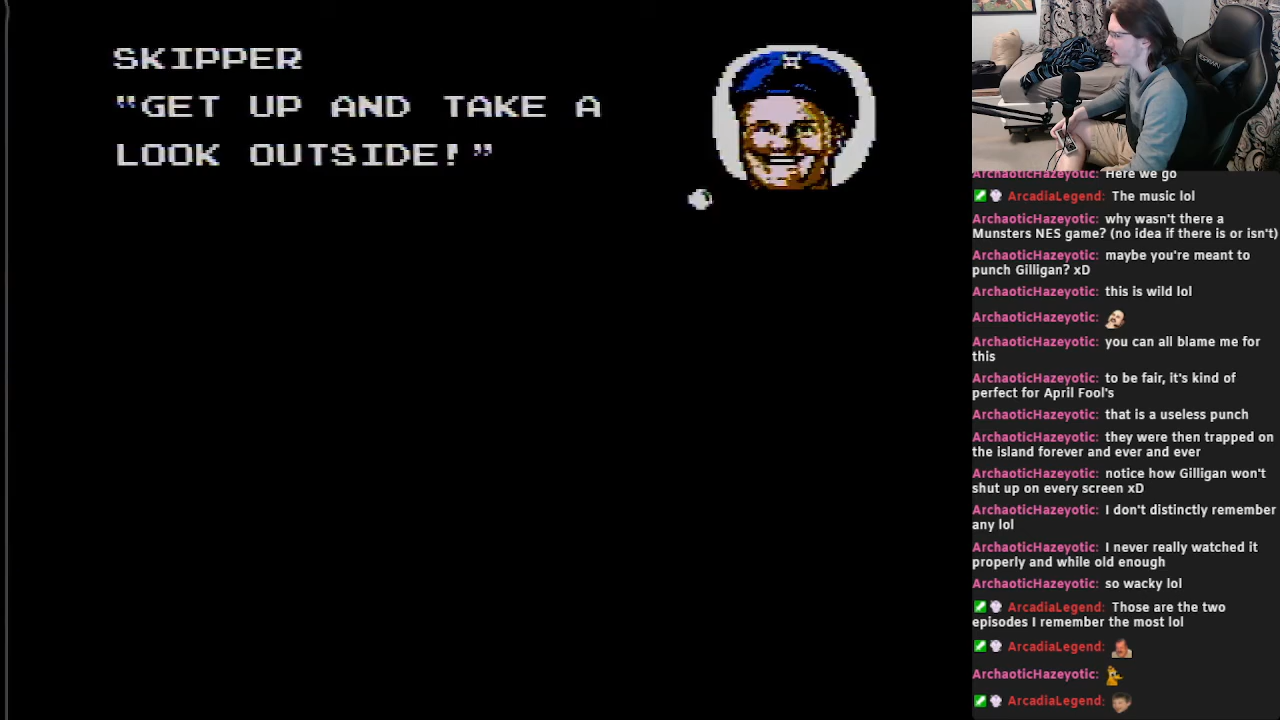 SKIPPER
"GET UP AND TAKE A
LOOK OUTSIDE!"
ArchaoticHazeyotic: Here we go
ArcadiaLegend: The music lol
ArchaoticHazeyotic: why wasn't there a
Munsters NES game? (no idea if there is or isn't)
ArchaoticHazeyotic: maybe you're meant to
punch Gilligan? xD
ArchaoticHazeyotic: this is wild lol
ArchaoticHazeyotic:
ArchaoticHazeyotic: you can all blame me for
this
ArchaoticHazeyotic: to be fair, it's kind of
perfect for April Fool's
ArchaoticHazeyotic: that is a useless punch
ArchaoticHazeyotic: they were then trapped on
the island forever and ever and ever
ArchaoticHazeyotic: notice how Gilligan won't
shut up on every screen xD
ArchaoticHazeyotic: I don't distinctly remember
any lol
ArchaoticHazeyotic: I never really watched it
properly and while old enough
ArchaoticHazeyotic: so wacky lol
ArcadiaLegend: Those are the two
episodes I remember the most lol
ArcadiaLegend:
ArchaoticHazeyotic:
ArcadiaLegend: